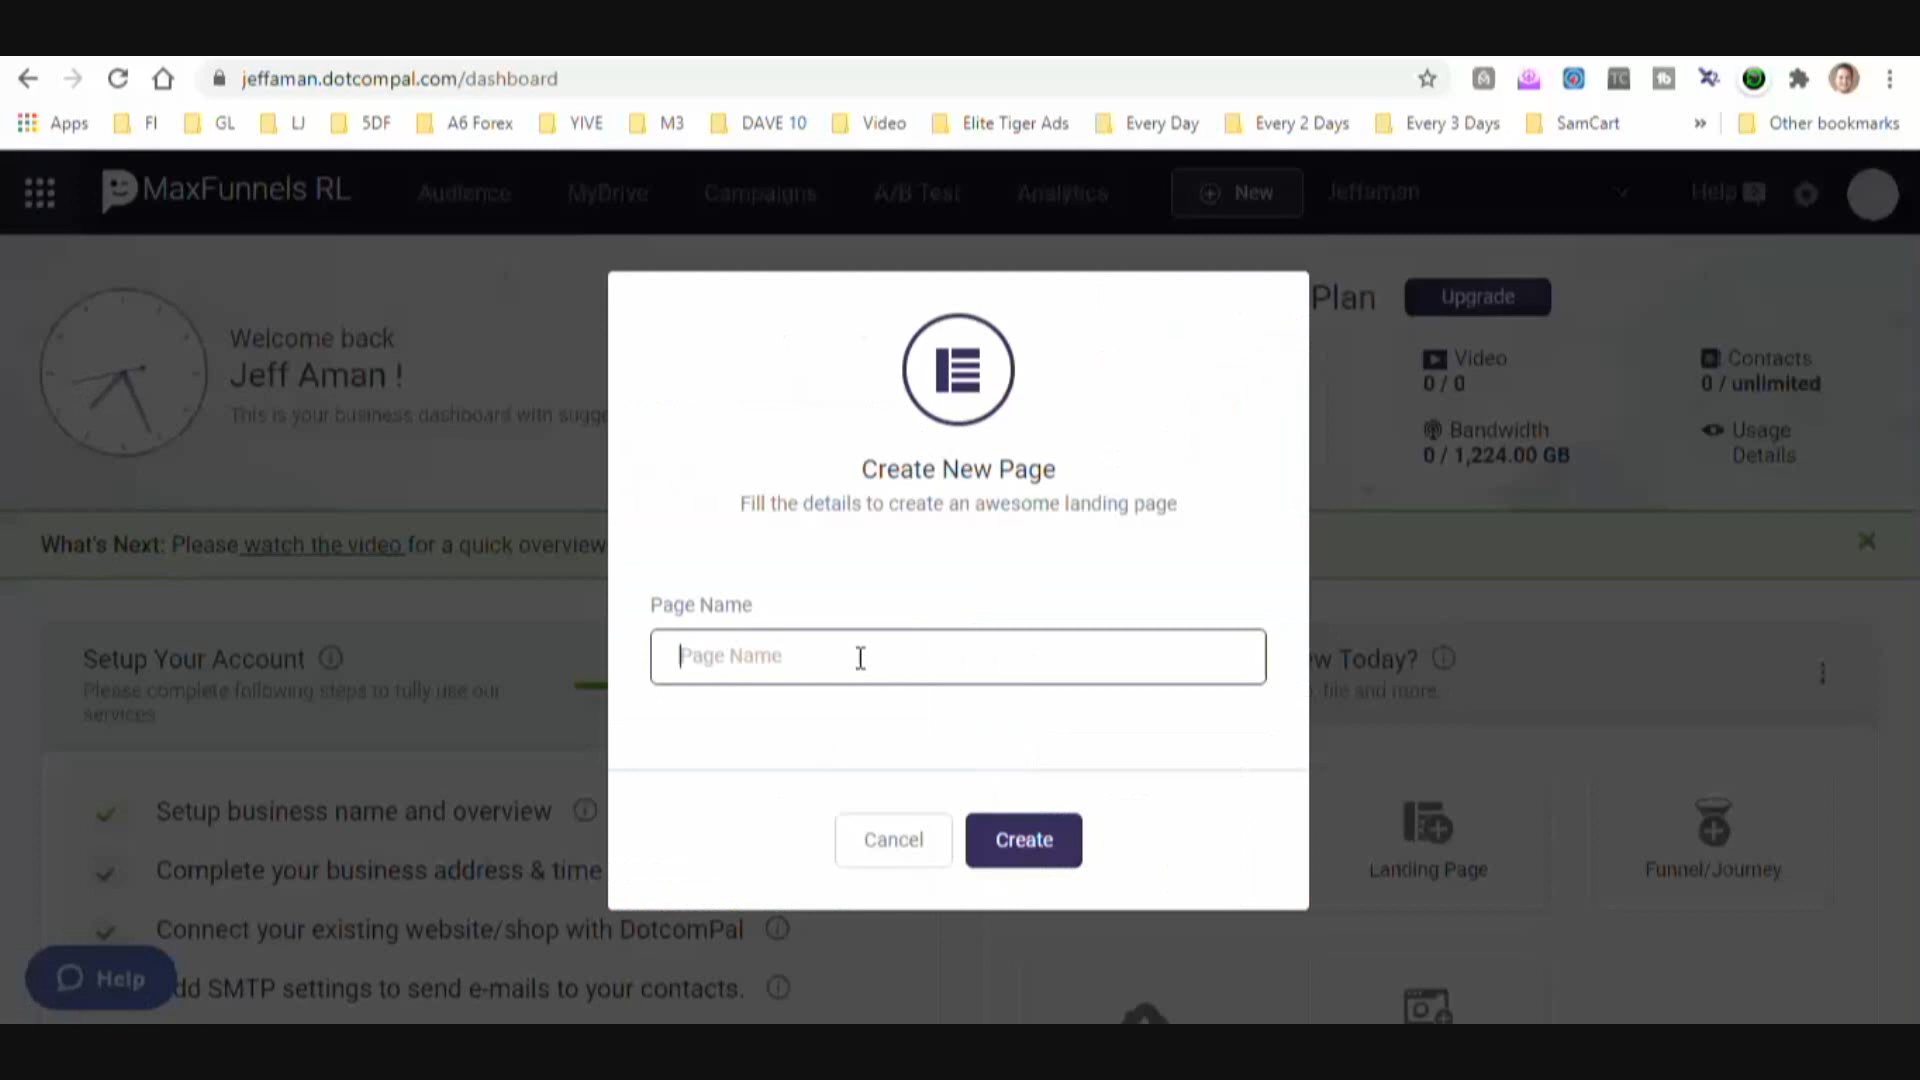 jeffaman.dotcompal.com/dashboard
Apps FI GL LJ 5DF A6 Forex YIVE M3 DAVE 10 Video Elite Tiger Ads Every Day Every 2 Days Every 3 Days SamCart » Other bookmarks
MaxFunnels RL Audience MyDrive Campaigns A/B Test Analytics New Jeffaman Help
Plan Upgrade
Welcome back
Jeff Aman !
This is your business dashboard with sugge
Video
0 / 0
Contacts
0 / unlimited
Bandwidth
0 / 1,224.00 GB
Usage
Details
Create New Page
Fill the details to create an awesome landing page
What's Next: Please watch the video for a quick overview
Page Name
Page Name
Cancel Create
Setup Your Account
Please complete following steps to fully use our
services
w Today?
, file and more.
Setup business name and overview
Complete your business address & time
Connect your existing website/shop with DotcomPal
dd SMTP settings to send e-mails to your contacts.
Landing Page
Funnel/Journey
Help